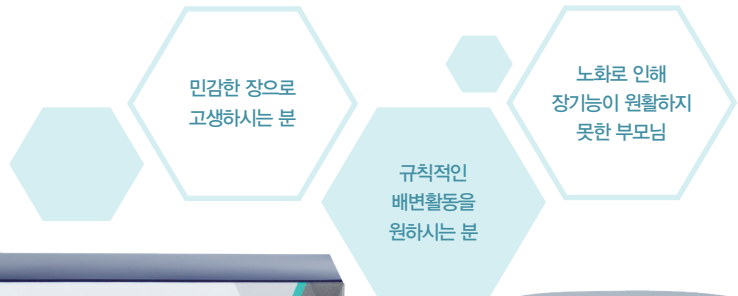 민감한 장으로
고생하시는 분
노화로 인해
장기능이 원활하지
못한 부모님
규칙적인
배변활동을
원하시는 분